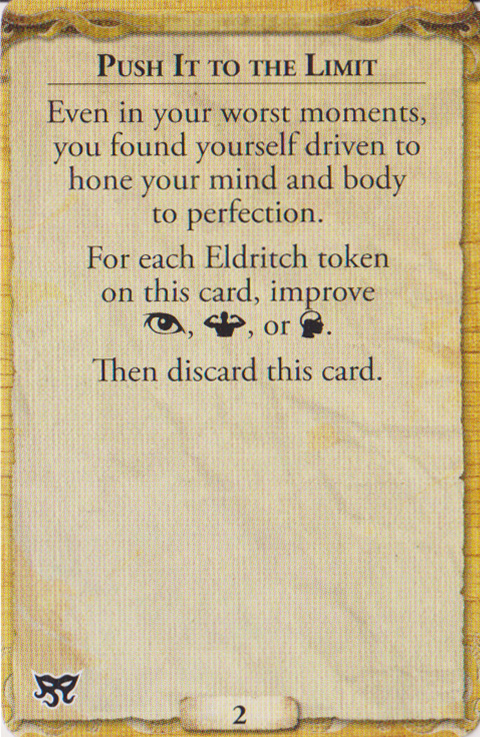 PUSH IT TO THE LIMIT
Even in your worst moments,
you found yourself driven to
hone your mind and body
to perfection.
For each Eldritch token
on this card, improve
, , or .
Then discard this card.
2